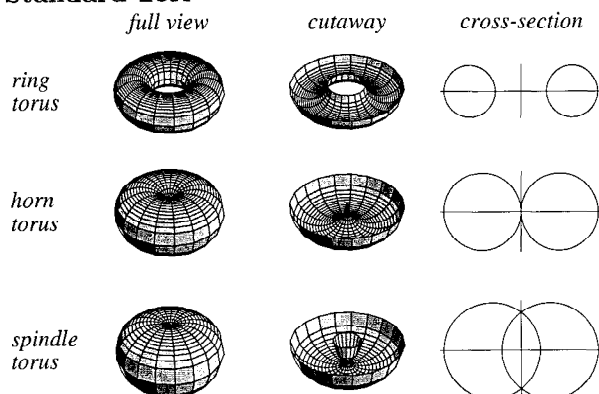 full view cutaway cross-section
ring
torus
horn
torus
spindle
torus